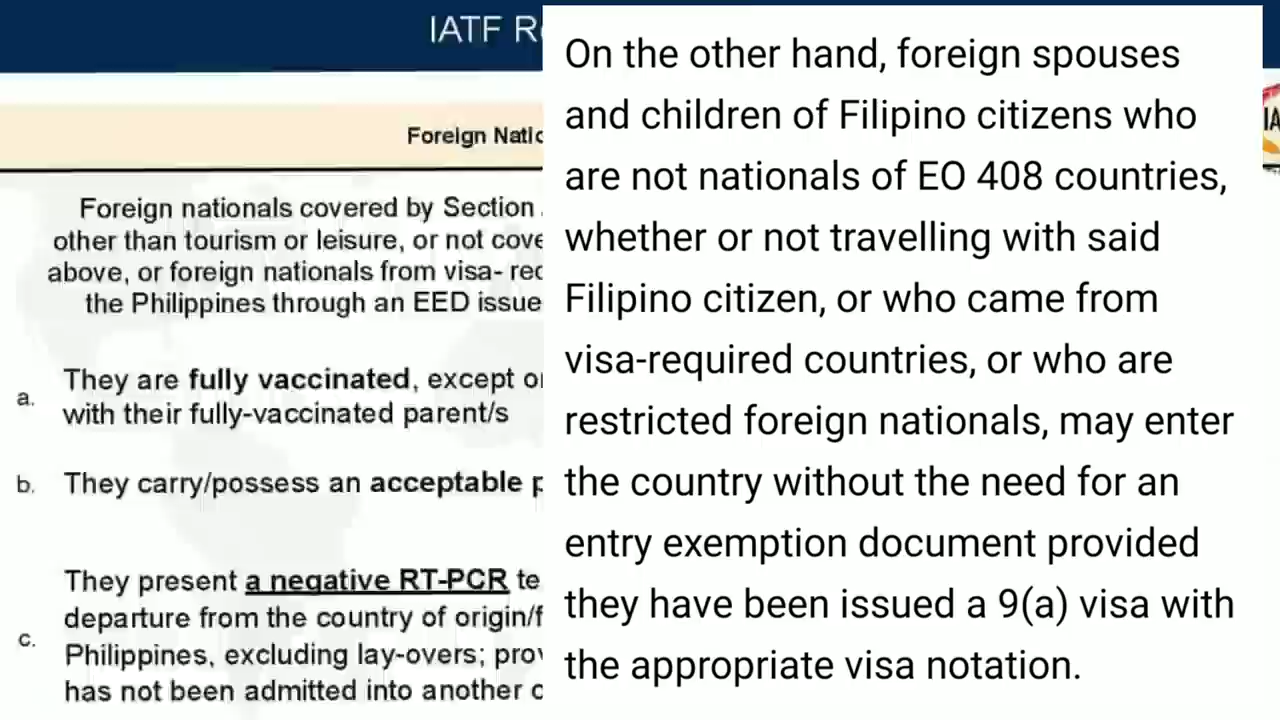 IATF R
Foreign Natio
Foreign nationals covered by Section
other than tourism or leisure, or not cove
above, or foreign nationals from visa- req
the Philippines through an EED issue
a. They are fully vaccinated, except o
with their fully-vaccinated parent/s
b. They carry/possess an acceptable p
c. They present a negative RT-PCR te
departure from the country of origin/f
Philippines, excluding lay-overs; prov
has not been admitted into another c
On the other hand, foreign spouses
and children of Filipino citizens who
are not nationals of EO 408 countries,
whether or not travelling with said
Filipino citizen, or who came from
visa-required countries, or who are
restricted foreign nationals, may enter
the country without the need for an
entry exemption document provided
they have been issued a 9(a) visa with
the appropriate visa notation.
IA